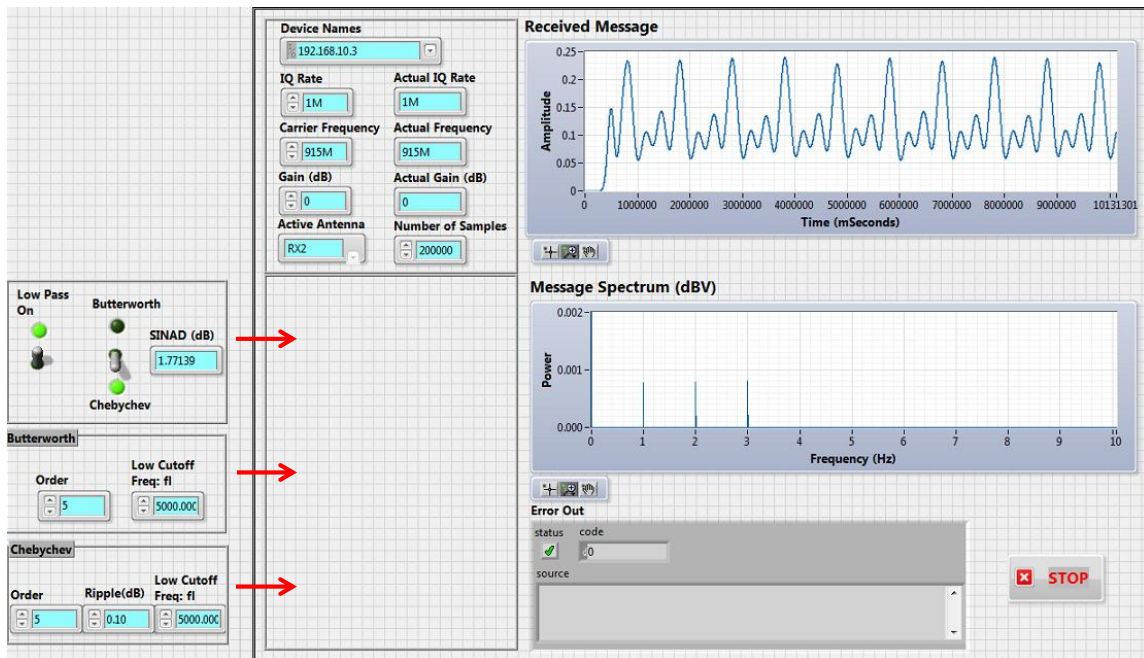 Device Names
192.168.10.3
IQ Rate
Actual IQ Rate
1M
1M
Carrier Frequency
Actual Frequency
915M
915M
Gain (dB)
Actual Gain (dB)
0
0
Active Antenna
Number of Samples
RX2
200000
Received Message
Amplitude
0.25
0.2
0.15
0.1
0.05
0
0 1000000 2000000 3000000 4000000 5000000 6000000 7000000 8000000 9000000 10131301
Time (mSeconds)
Low Pass
On
Butterworth
SINAD (dB)
1.77139
Chebychev
Butterworth
Order
Low Cutoff
Freq: fl
5
5000.00
Chebychev
Order
Ripple(dB)
Low Cutoff
Freq: fl
5
0.10
5000.00
Message Spectrum (dBV)
Power
0.002
0.001
0.000
0 1 2 3 4 5 6 7 8 9 10
Frequency (Hz)
Error Out
status
code
d0
source
STOP